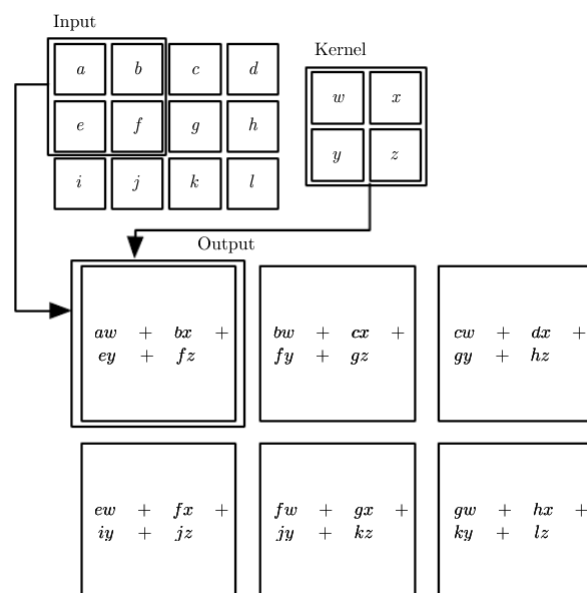 Input
Kernel
a b c d
w x
e f g h
y z
i j k l
Output
aw + bx +
ey + fz
bw + cx +
fy + gz
cw + dx +
gy + hz
ew + fx +
iy + jz
fw + gx +
jy + kz
gw + hx +
ky + lz